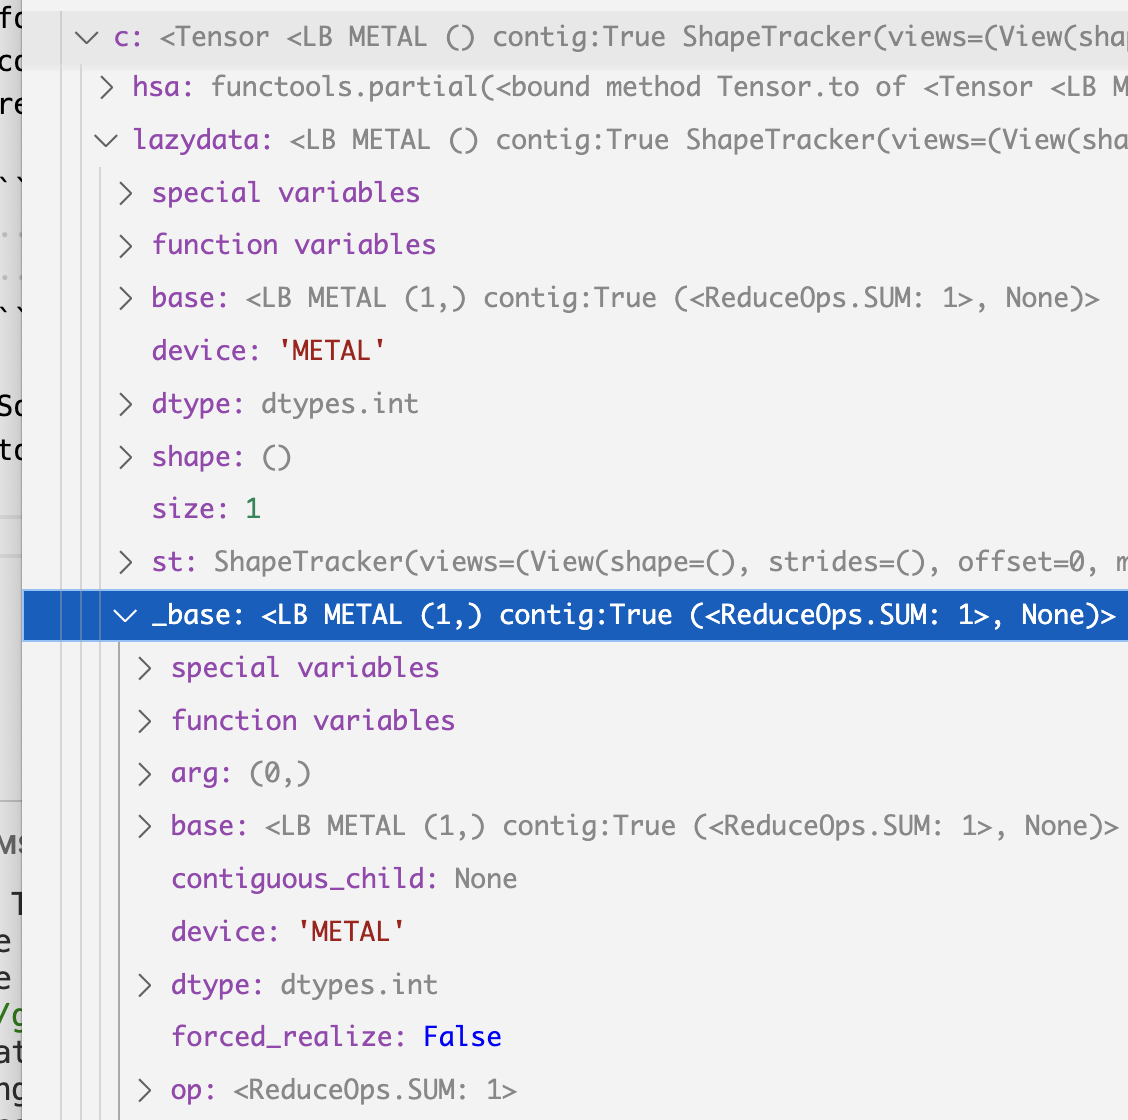 c: <Tensor <LB METAL () contig:True ShapeTracker(views=(View(sha
hsa: functools.partial(<bound method Tensor.to of <Tensor <LB M
lazydata: <LB METAL () contig:True ShapeTracker(views=(View(sha
special variables
function variables
base: <LB METAL (1,) contig:True (<ReduceOps.SUM: 1>, None)>
device: 'METAL'
dtype: dtypes.int
shape: ()
size: 1
st: ShapeTracker(views=(View(shape=(), strides=(), offset=0, m
_base: <LB METAL (1,) contig:True (<ReduceOps.SUM: 1>, None)>
special variables
function variables
arg: (0,)
base: <LB METAL (1,) contig:True (<ReduceOps.SUM: 1>, None)>
contiguous_child: None
device: 'METAL'
dtype: dtypes.int
forced_realize: False
op: <ReduceOps.SUM: 1>